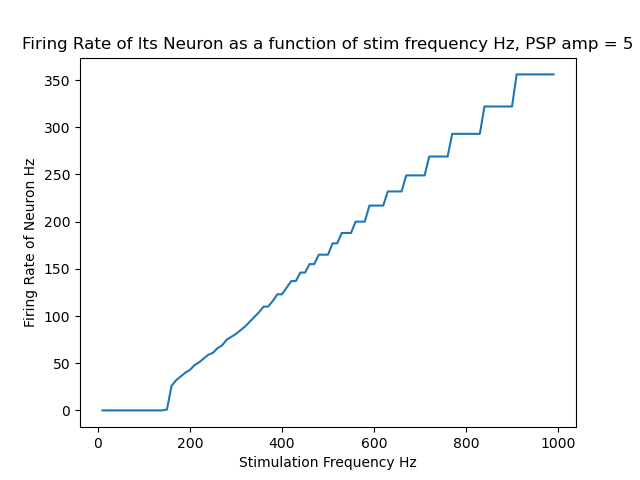 Firing Rate of Its Neuron as a function of stim frequency Hz, PSP amp = 5
350
300
250
200
150
100
50
0
Firing Rate of Neuron Hz
0 200 400 600 800 1000
Stimulation Frequency Hz